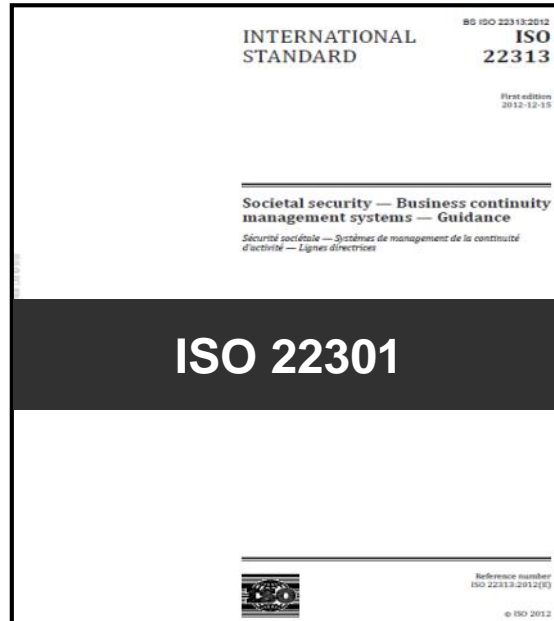 BS ISO 22313:2012
INTERNATIONAL
STANDARD
ISO
22313
First edition
2012-12-15
Societal security — Business continuity
management systems — Guidance
Sécurité sociétale — Systèmes de management de la continuité
d'activité — Lignes directrices
ISO 22301
ISO
Reference number
ISO 22313:2012(E)
© ISO 2012